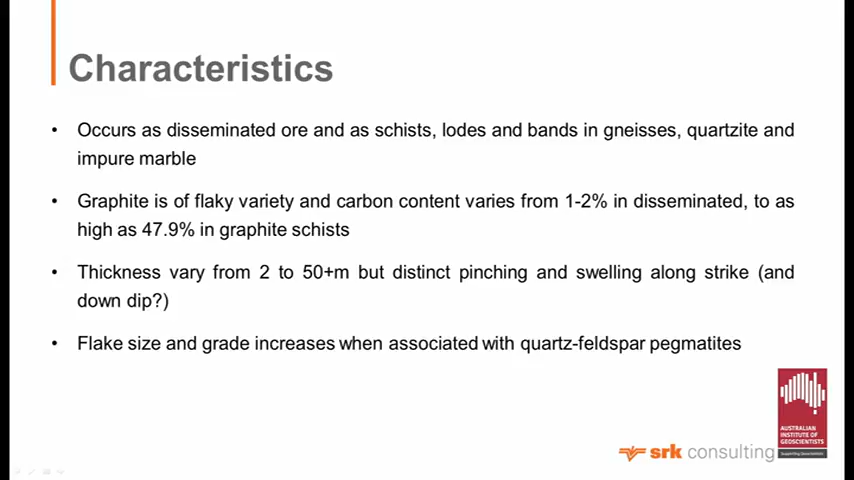 Characteristics
• Occurs as disseminated ore and as schists, lodes and bands in gneisses, quartzite and
impure marble
• Graphite is of flaky variety and carbon content varies from 1-2% in disseminated, to as
high as 47.9% in graphite schists
• Thickness vary from 2 to 50+m but distinct pinching and swelling along strike (and
down dip?)
• Flake size and grade increases when associated with quartz-feldspar pegmatites
AUSTRALIAN
INSTITUTE OF
GEOSCIENTISTS
srk consulting